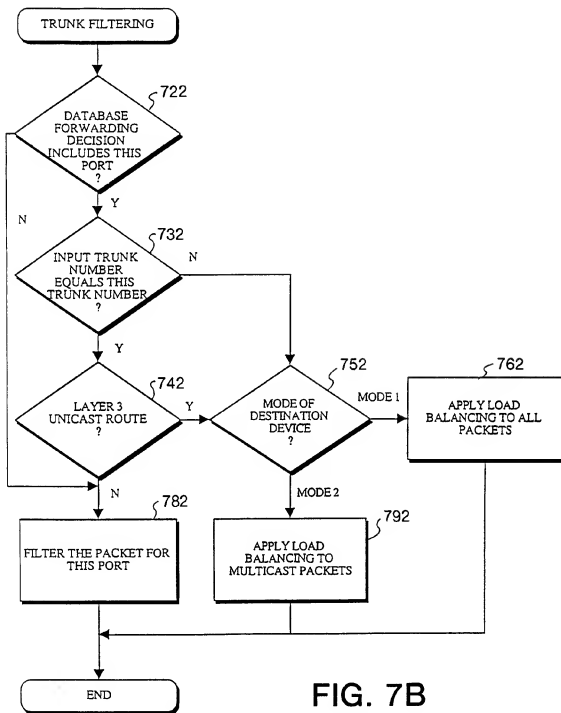 TRUNK FILTERING
722
DATABASE
FORWARDING
DECISION
INCLUDES THIS
PORT
?
N
Y
732
INPUT TRUNK
NUMBER
EQUALS THIS
TRUNK NUMBER
?
N
Y
742
LAYER 3
UNICAST ROUTE
?
Y
N
752
MODE OF
DESTINATION
DEVICE
?
MODE 1
MODE 2
762
APPLY LOAD
BALANCING TO ALL
PACKETS
782
FILTER THE PACKET FOR
THIS PORT
792
APPLY LOAD
BALANCING TO
MULTICAST PACKETS
END
FIG. 7B